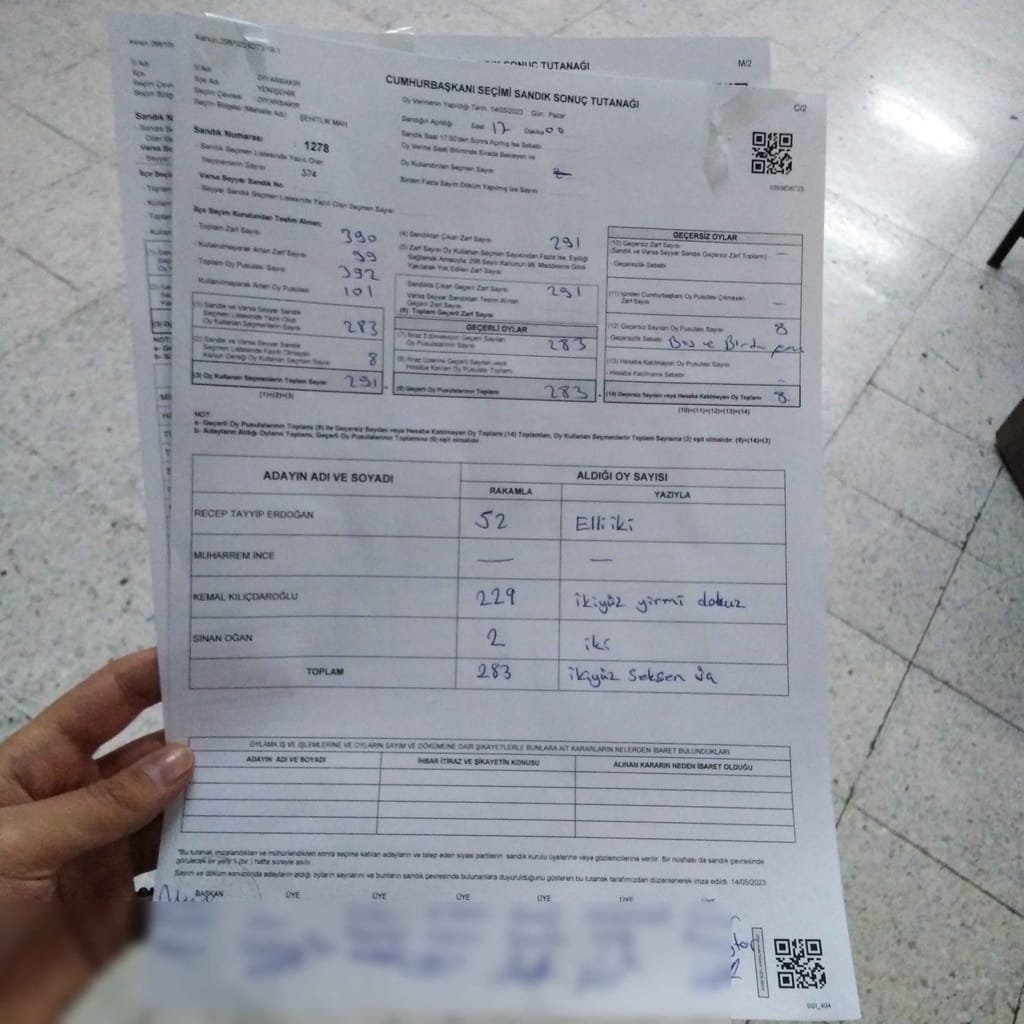 SANDIK SONUÇ TUTANAĞI
M/2
CUMHURBAŞKANI SEÇİMİ SANDIK SONUÇ TUTANAĞI
C/2
İl Adı: DİYARBAKIR
İlçe Adı: YENİŞEHİR
Seçim Çevresi: DİYARBAKIR
Seçim Bölgesi (Mahalle Adı): ŞEHİTLİK MAH
Sandık Numarası: 1278
Sandık Seçmen Listesinde Yazılı Olan
Seçmenlerin Sayısı: 374
Varsa Seyyar Sandık No
Seyyar Sandık Seçmen Listesinde Yazılı Olan Seçmen Sayısı:
Oy Vermenin Yapıldığı Tarih: 14/05/2023 Gün: Pazar
Sandığın Açıldığı Saat 17 Dakika 00
Sandık Saat 17.00'den Sonra Açılmış İse Sebebi
Oy Verme Saati Bitiminde Sırada Bekleyen ve
Oy Kullandırılan Seçmen Sayısı
Birden Fazla Sayım Döküm Yapılmış İse Sayısı
İlçe Seçim Kurulundan Teslim Alınan;
Toplam Zarf Sayısı 390
Kullanılmayarak Artan Zarf Sayısı 99
Toplam Oy Pusulası Sayısı 392
Kullanılmayarak Artan Oy Pusulası 101
(1) Sandık ve Varsa Seyyar Sandık
Seçmen Listesinde Yazılı Olup
Oy Kullanan Seçmenlerin Sayısı 283
(2) Sandık ve Varsa Seyyar Sandık
Seçmen Listesinde Kayıtlı Olmayan
Kanun Gereği Oy Kullanan Seçmen Sayısı 8
(3) Oy Kullanan Seçmenlerin Toplam Sayısı 291
(1)+(2)=(3)
(4) Sandıktan Çıkan Zarf Sayısı 291
(5) Zarf Sayısı Oy Kullanan Seçmen Sayısından Fazla İse, Eşitliği
Sağlamak Amacıyla, 298 Sayılı Kanunun 98. Maddesine Göre
Yakılarak Yok Edilen Zarf Sayısı
Sandıkta Çıkan Geçerli Zarf Sayısı 291
Varsa Seyyar Sandıktan Teslim Alınan
Geçerli Zarf Sayısı
(6) Toplam Geçerli Zarf Sayısı
GEÇERLİ OYLAR
(7) İtiraz Edilmeksizin Geçerli Sayılan
Oy Pusulasının Sayısı 283
(8) İtiraz Üzerine Geçerli Sayılan veya
Hesaba Katılan Oy Pusulası Toplamı
(9) Geçerli Oy Pusulalarının Toplamı 283
GEÇERSİZ OYLAR
(10) Geçersiz Zarf Sayısı
(Sandık ve Varsa Seyyar Sandık Geçersiz Zarf Toplamı) —
Geçersizlik Sebebi
(11) İçinden Cumhurbaşkanı Oy Pusulası Çıkmayan
Zarf Sayısı —
(12) Geçersiz Sayılan Oy Pusulası Sayısı 8
Geçersizlik Sebebi Boş ve
(13) Hesaba Katılmayan Oy Pusulası Sayısı
Hesaba Katılmama Sebebi
(14) Geçersiz Sayılan veya Hesaba Katılmayan Oy Toplamı 8
(10)+(11)+(12)+(13)=(14)
NOT:
a- Geçerli Oy Pusulalarının Toplamı (9) ile Geçersiz Sayılan veya Hesaba Katılmayan Oy Toplamı (14) Toplamları, Oy Kullanan Seçmenlerin Toplam Sayısına (3) eşit olmalıdır. (9)+(14)=(3)
b- Adayların Aldığı Oyların Toplamı, Geçerli Oy Pusulalarının Toplamına (9) eşit olmalıdır.
ADAYIN ADI VE SOYADI ALDIĞI OY SAYISI
RAKAMLA YAZIYLA
RECEP TAYYİP ERDOĞAN 52 Elli iki
MUHARREM İNCE — —
KEMAL KILIÇDAROĞLU 229 ikiyüz yirmi dokuz
SİNAN OĞAN 2 iki
TOPLAM 283 ikiyüz Seksen üç
OYLAMA İŞ VE İŞLEMLERİNE VE OYLARIN SAYIM VE DÖKÜMÜNE DAİR ŞİKAYETLERLE BUNLARA AİT KARARLARIN NELERDEN İBARET BULUNDUKLARI
ADAYIN ADI VE SOYADI İHBAR İTİRAZ VE ŞİKAYETİN KONUSU ALINAN KARARIN NEDEN İBARET OLDUĞU
"Bu tutanak, imzalandıktan ve mühürlendikten sonra seçime katılan adayların ve talep eden siyasi partilerin sandık kurulu üyelerine veya gözlemcilerine verilir. Bir nüshası da sandık çevresinde
görülecek bir yere 1 (bir) hafta süreyle asılır.
Sayım ve döküm sonucunda adayların aldığı oyların sayılarını ve bunların sandık çevresinde bulunanlara duyurulduğunu gösteren bu tutanak tarafımızdan düzenlenerek imza edildi. 14/05/2023
BAŞKAN ÜYE ÜYE ÜYE ÜYE ÜYE ÜYE
SSI_404